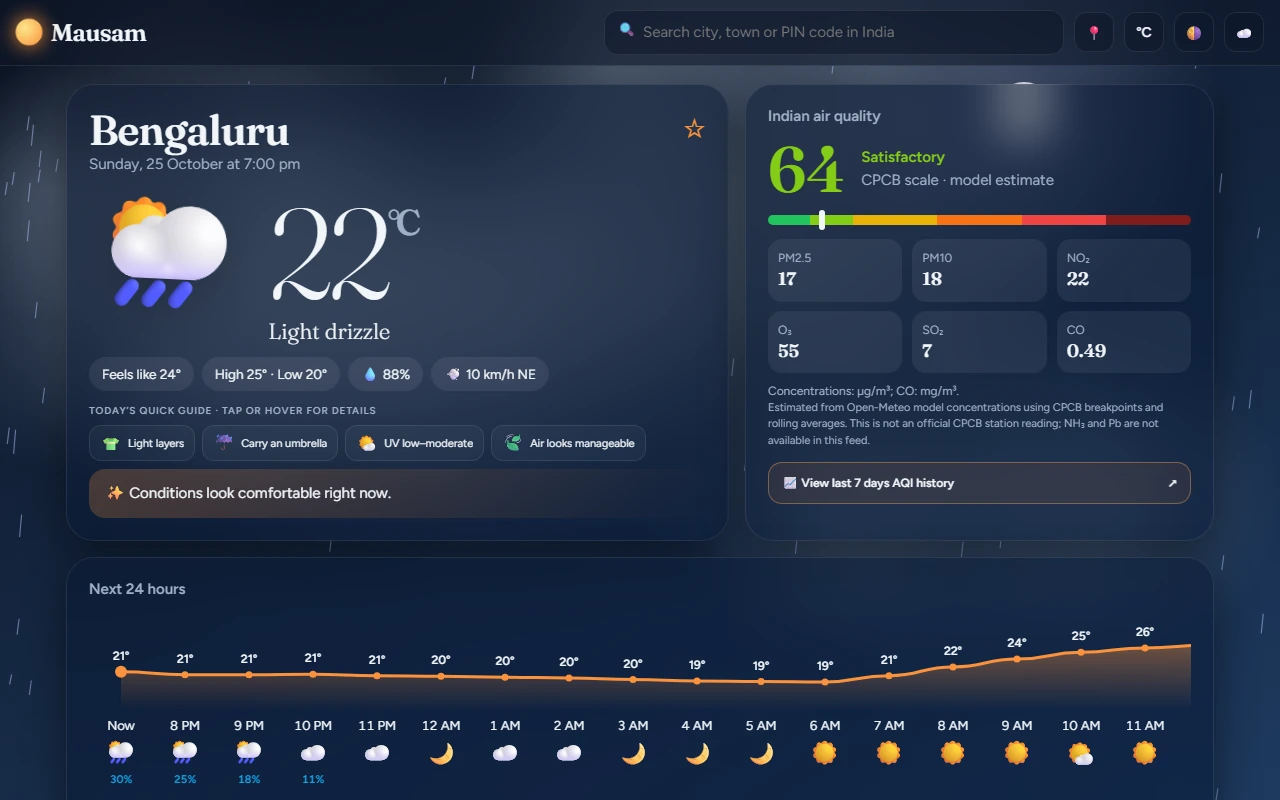 Mausam
Search city, town or PIN code in India
°C
Bengaluru
Sunday, 25 October at 7:00 pm
22°C
Light drizzle
Feels like 24° High 25° · Low 20° 88% 10 km/h NE
TODAY'S QUICK GUIDE · TAP OR HOVER FOR DETAILS
Light layers Carry an umbrella UV low–moderate Air looks manageable
Conditions look comfortable right now.
Indian air quality
64
Satisfactory
CPCB scale · model estimate
PM2.5 PM10 NO₂
17 18 22
O₃ SO₂ CO
55 7 0.49
Concentrations: µg/m³; CO: mg/m³.
Estimated from Open-Meteo model concentrations using CPCB breakpoints and
rolling averages. This is not an official CPCB station reading; NH₃ and Pb are not
available in this feed.
View last 7 days AQI history ↗
Next 24 hours
21° 21° 21° 21° 21° 20° 20° 20° 20° 19° 19° 19° 21° 22° 24° 25° 26°
Now 8 PM 9 PM 10 PM 11 PM 12 AM 1 AM 2 AM 3 AM 4 AM 5 AM 6 AM 7 AM 8 AM 9 AM 10 AM 11 AM
30% 25% 18% 11%